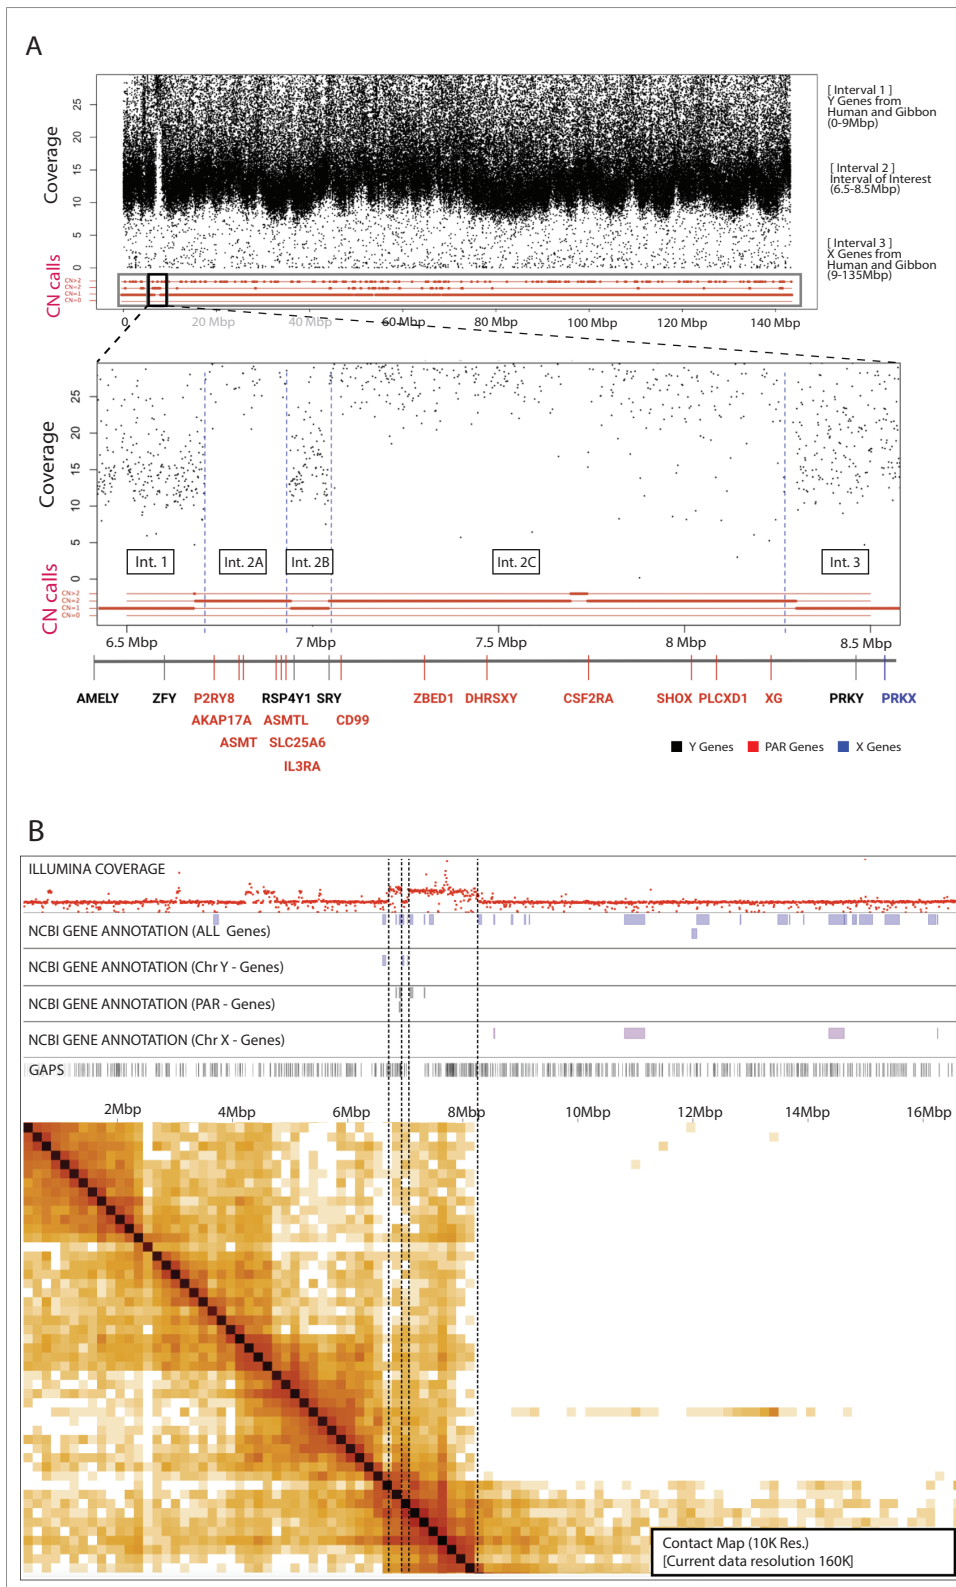 A
Coverage
25
20
15
10
5
0
[ Interval 1 ]
Y Genes from
Human and Gibbon
(0-9Mbp)
[ Interval 2 ]
Interval of Interest
(6.5-8.5Mbp)
[ Interval 3 ]
X Genes from
Human and Gibbon
(9-135Mbp)
CN calls
CN>2
CN=2
CN=1
CN=0
0 20 Mbp 40 Mbp 60 Mbp 80 Mbp 100 Mbp 120 Mbp 140 Mbp
Coverage
25
20
15
10
5
0
Int. 1 Int. 2A Int. 2B Int. 2C Int. 3
CN calls
CN>2
CN=2
CN=1
CN=0
6.5 Mbp 7 Mbp 7.5 Mbp 8 Mbp 8.5 Mbp
AMELY ZFY P2RY8 RSP4Y1 SRY ZBED1 DHRSXY CSF2RA SHOX PLCXD1 XG PRKY PRKX
AKAP17A ASMTL CD99
ASMT SLC25A6
IL3RA
Y Genes PAR Genes X Genes
B
ILLUMINA COVERAGE
NCBI GENE ANNOTATION (ALL Genes)
NCBI GENE ANNOTATION (Chr Y - Genes)
NCBI GENE ANNOTATION (PAR - Genes)
NCBI GENE ANNOTATION (Chr X - Genes)
GAPS
2Mbp 4Mbp 6Mbp 8Mbp 10Mbp 12Mbp 14Mbp 16Mbp
Contact Map (10K Res.)
[Current data resolution 160K]